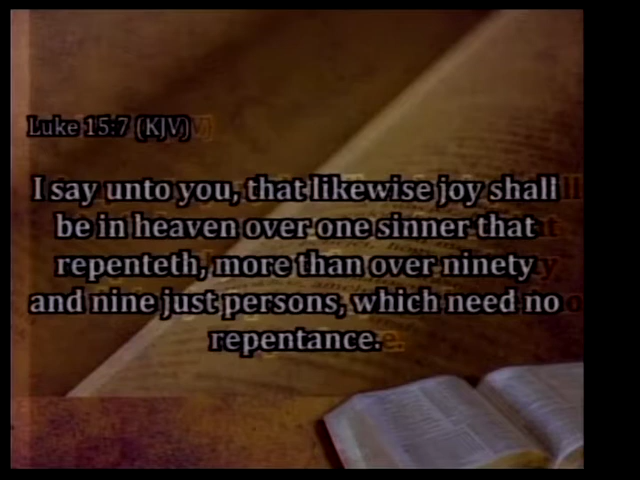 Luke 15:7 (KJV)
I say unto you, that likewise joy shall
be in heaven over one sinner that
repenteth, more than over ninety
and nine just persons, which need no
repentance.